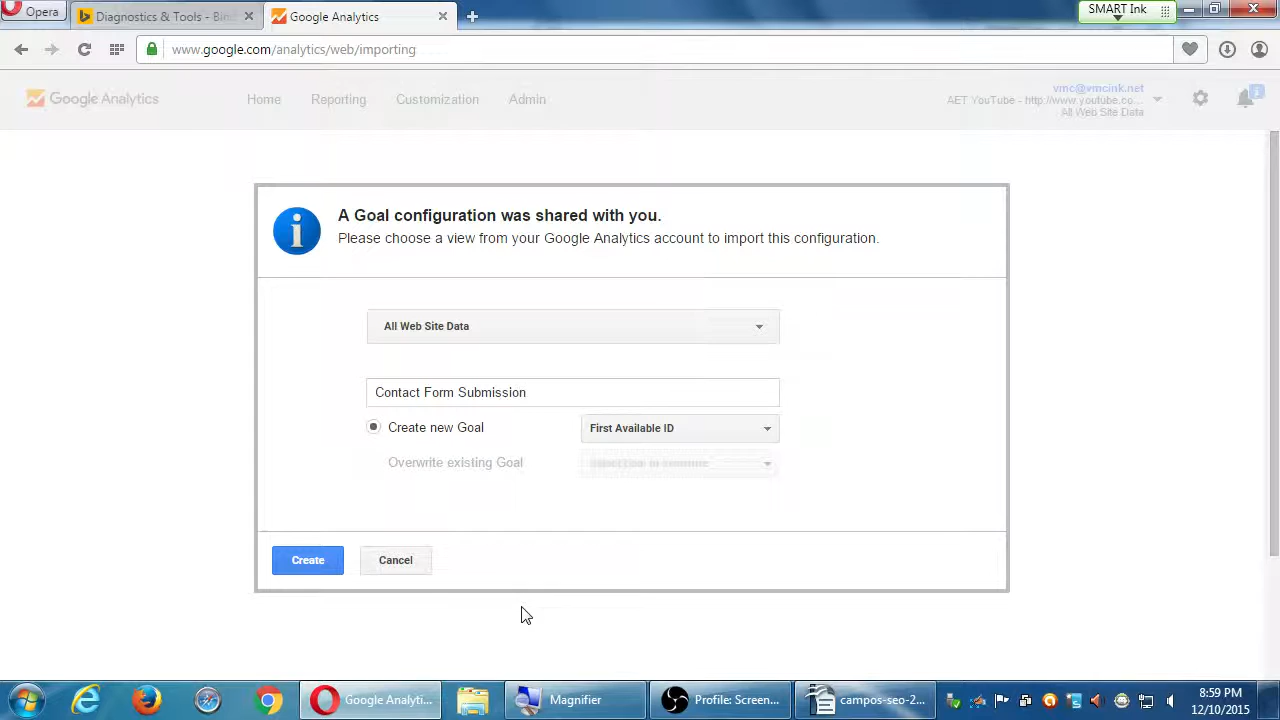 Opera
Diagnostics & Tools - Bin
Google Analytics
SMART Ink
www.google.com/analytics/web/importing
Google Analytics
Home
Reporting
Customization
Admin
vmc@vmcink.net
AET YouTube - http://www.youtube.co...
All Web Site Data
A Goal configuration was shared with you.
Please choose a view from your Google Analytics account to import this configuration.
All Web Site Data
Contact Form Submission
Create new Goal
First Available ID
Overwrite existing Goal
Create
Cancel
Google Analyti...
Magnifier
Profile: Screen...
campos-seo-2...
8:59 PM
12/10/2015